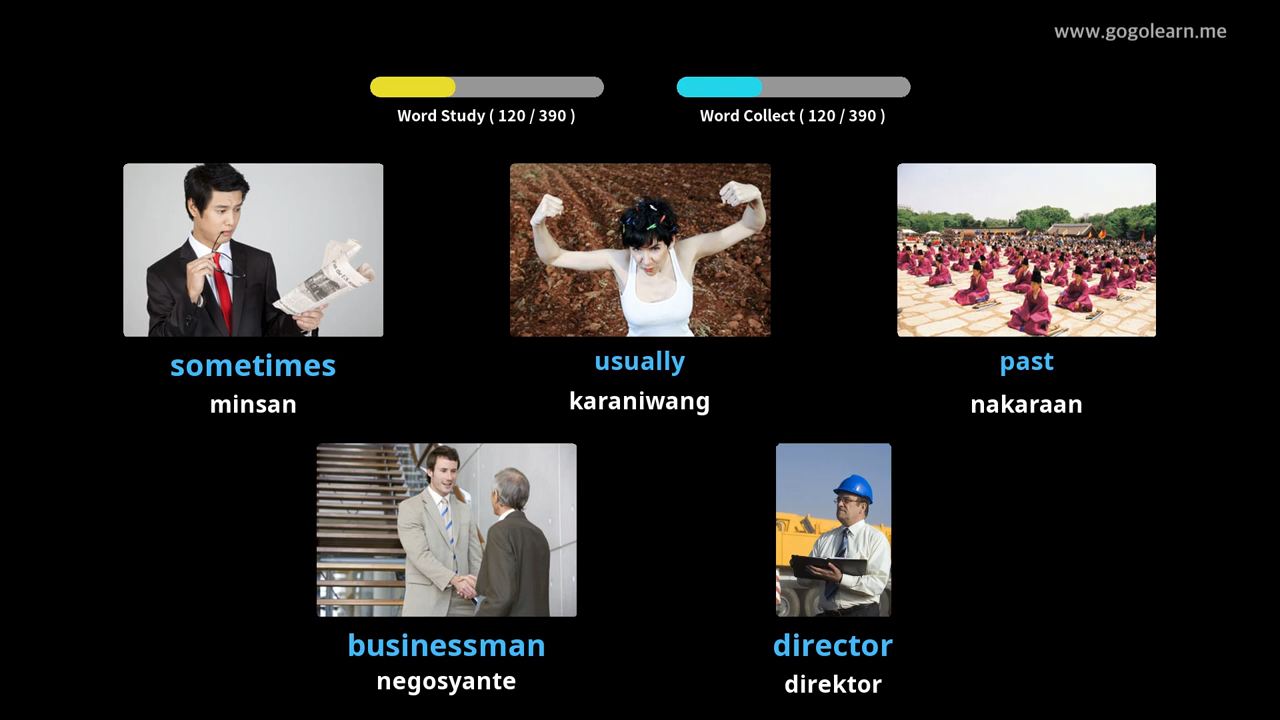 www.gogolearn.me
Word Study ( 120 / 390 )
Word Collect ( 120 / 390 )
sometimes
minsan
usually
karaniwang
past
nakaraan
businessman
negosyante
director
direktor